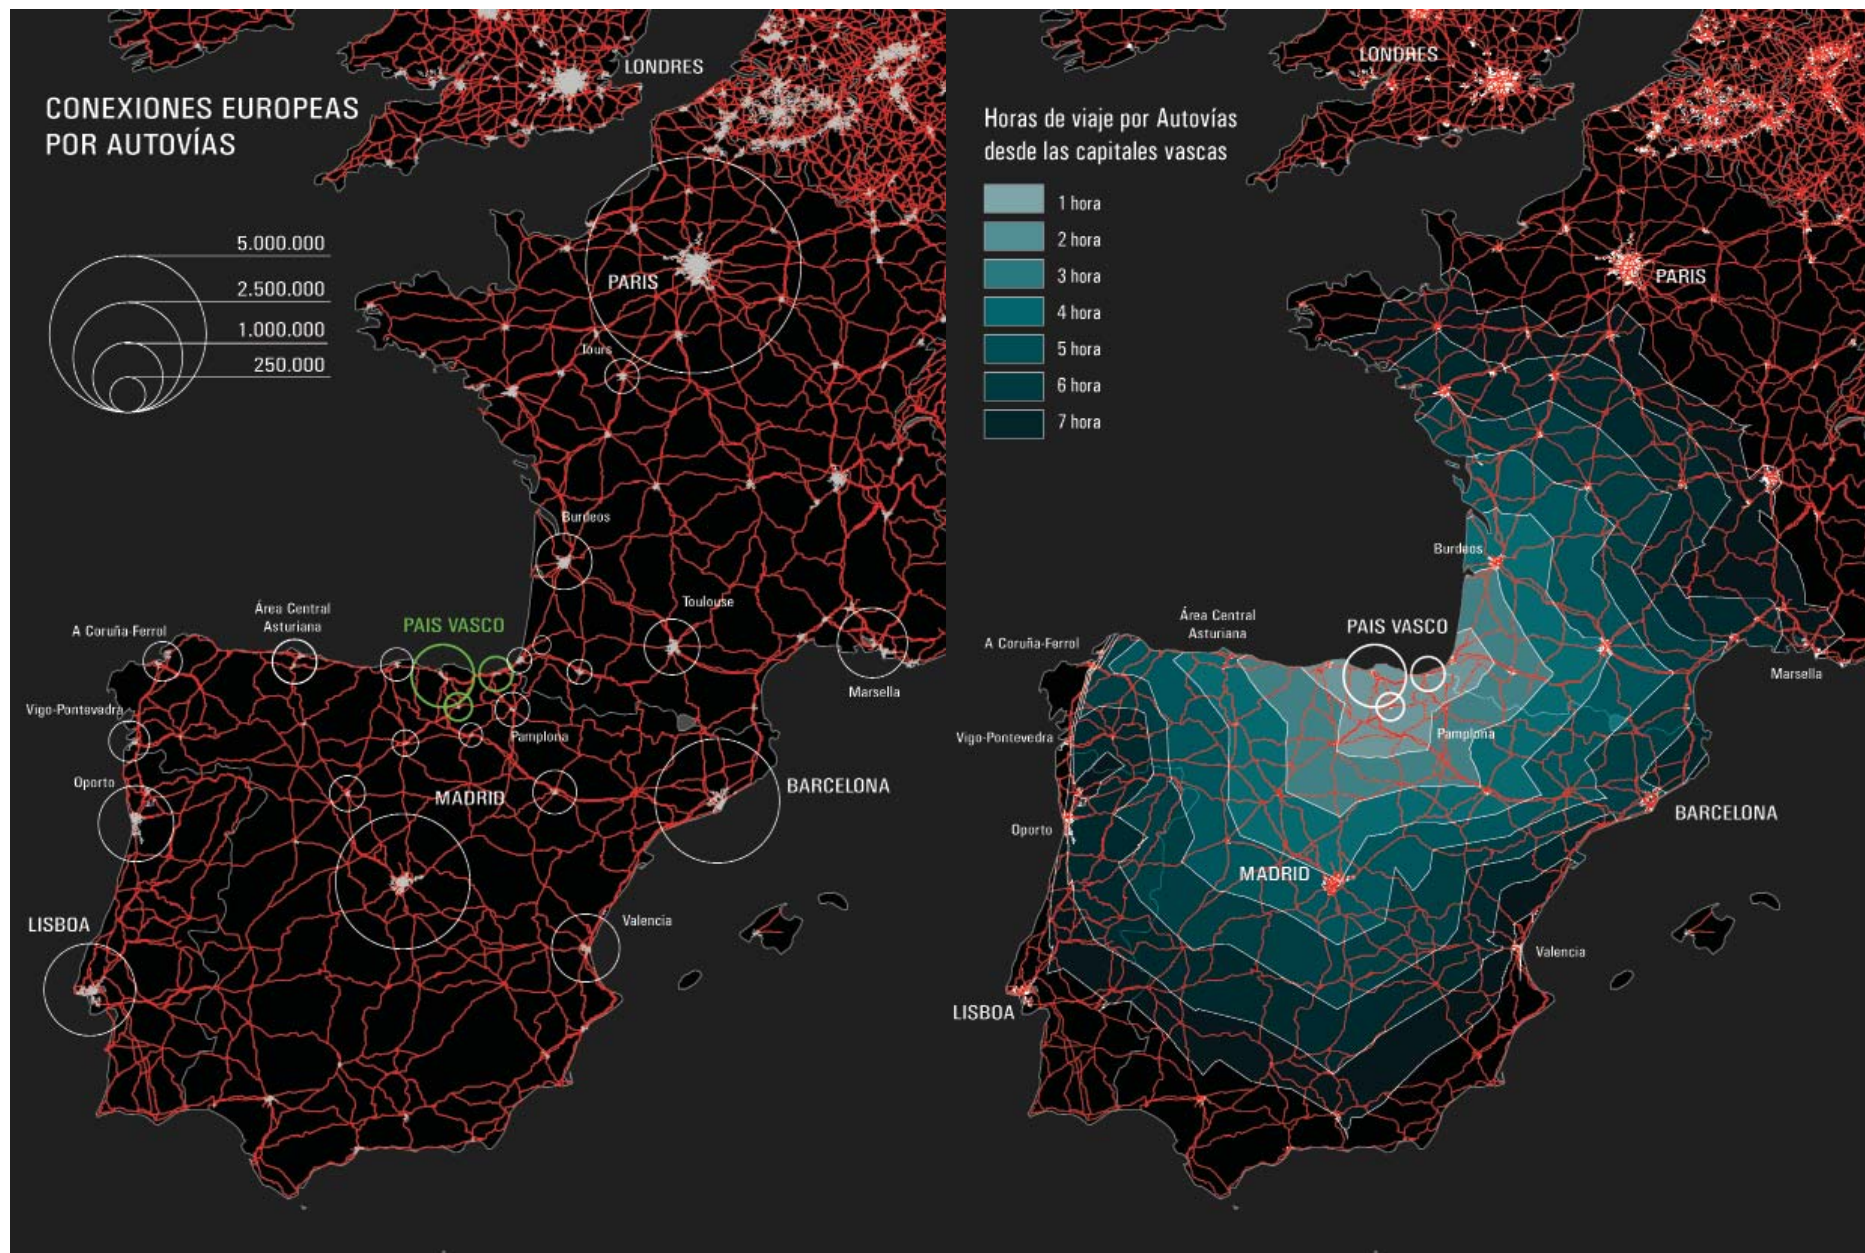 CONEXIONES EUROPEAS
POR AUTOVÍAS
5.000.000
2.500.000
1.000.000
250.000
LONDRES
PARIS
Tours
Burdeos
Toulouse
Área Central
Asturiana
PAIS VASCO
A Coruña-Ferrol
Marsella
Vigo-Pontevedra
Pamplona
Oporto
MADRID
BARCELONA
LISBOA
Valencia
LONDRES
Horas de viaje por Autovías
desde las capitales vascas
1 hora
2 hora
3 hora
4 hora
5 hora
6 hora
7 hora
PARIS
Burdeos
Área Central
Asturiana
PAIS VASCO
A Coruña-Ferrol
Marsella
Vigo-Pontevedra
Pamplona
BARCELONA
Oporto
MADRID
Valencia
LISBOA